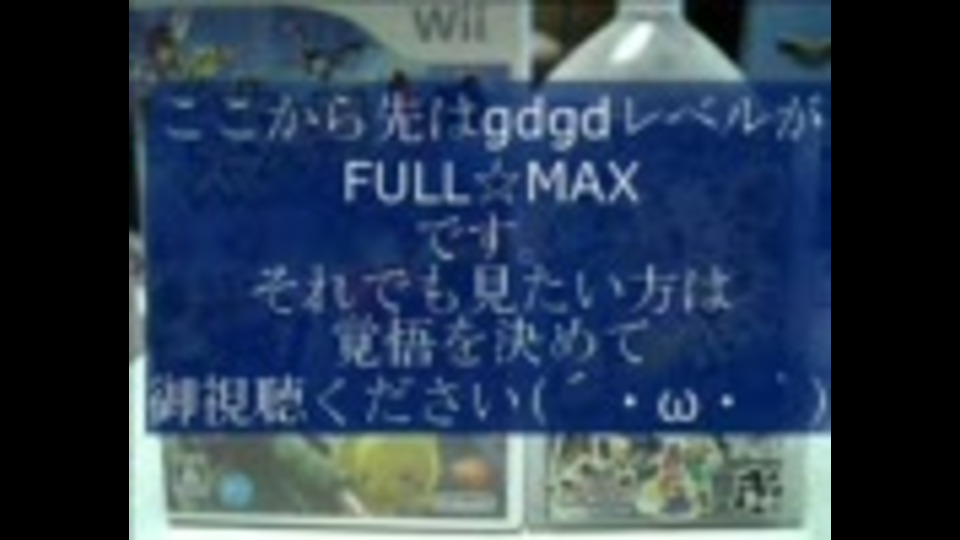 Wii
ここから先はgdgdレベルが
FULL☆MAX
です。
それでも見たい方は
覚悟を決めて
御視聴ください(´・ω・｀)